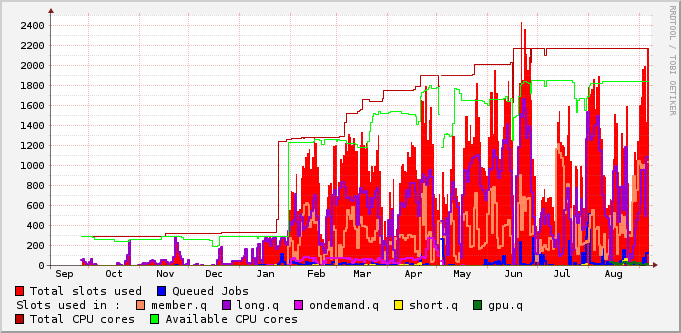 2400
2200
2000
1800
1600
1400
1200
1000
800
600
400
200
0
Sep Oct Nov Dec Jan Feb Mar Apr May Jun Jul Aug
Total slots used Queued Jobs
Slots used in : member.q long.q ondemand.q short.q gpu.q
Total CPU cores Available CPU cores
RRDTOOL / TOBI OETIKER